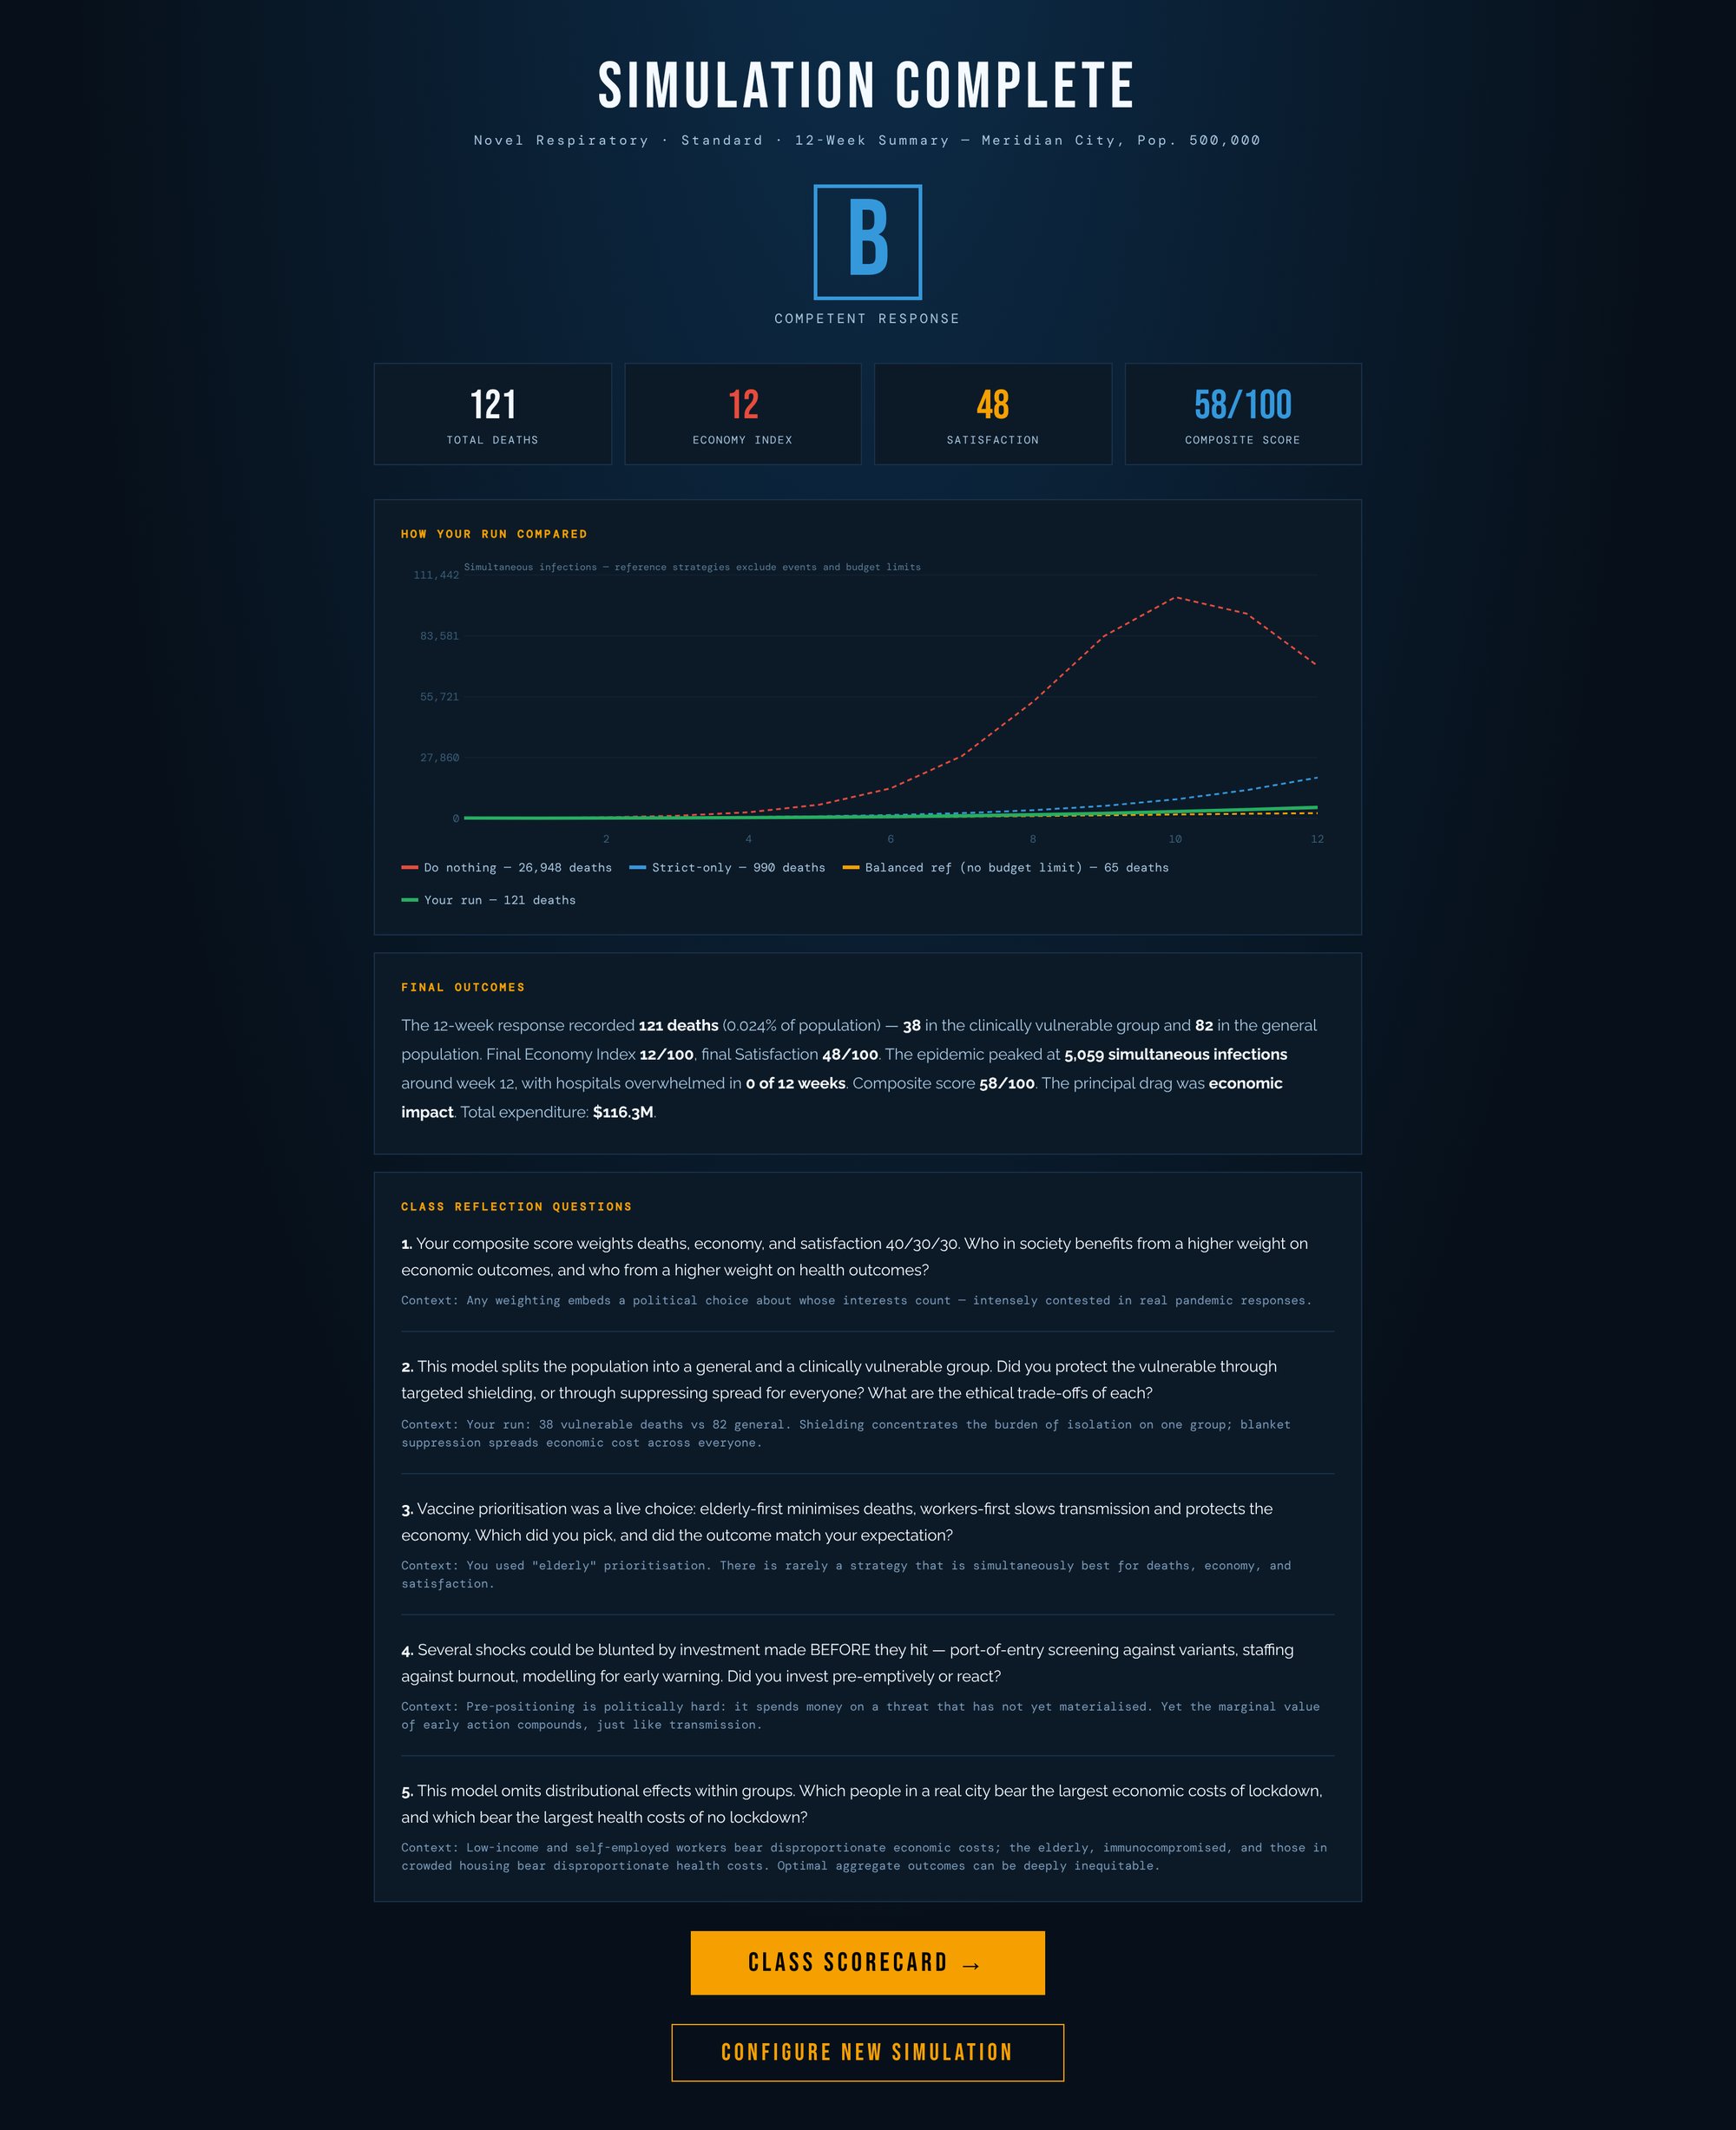 SIMULATION COMPLETE
Novel Respiratory · Standard · 12-Week Summary — Meridian City, Pop. 500,000
B
COMPETENT RESPONSE
121
TOTAL DEATHS
12
ECONOMY INDEX
48
SATISFACTION
58/100
COMPOSITE SCORE
HOW YOUR RUN COMPARED
Simultaneous infections — reference strategies exclude events and budget limits
111,442
83,581
55,721
27,860
0
2 4 6 8 10 12
Do nothing — 26,948 deaths Strict-only — 990 deaths Balanced ref (no budget limit) — 65 deaths
Your run — 121 deaths
FINAL OUTCOMES
The 12-week response recorded 121 deaths (0.024% of population) — 38 in the clinically vulnerable group and 82 in the general
population. Final Economy Index 12/100, final Satisfaction 48/100. The epidemic peaked at 5,059 simultaneous infections
around week 12, with hospitals overwhelmed in 0 of 12 weeks. Composite score 58/100. The principal drag was economic
impact. Total expenditure: $116.3M.
CLASS REFLECTION QUESTIONS
1. Your composite score weights deaths, economy, and satisfaction 40/30/30. Who in society benefits from a higher weight on
economic outcomes, and who from a higher weight on health outcomes?
Context: Any weighting embeds a political choice about whose interests count — intensely contested in real pandemic responses.
2. This model splits the population into a general and a clinically vulnerable group. Did you protect the vulnerable through
targeted shielding, or through suppressing spread for everyone? What are the ethical trade-offs of each?
Context: Your run: 38 vulnerable deaths vs 82 general. Shielding concentrates the burden of isolation on one group; blanket
suppression spreads economic cost across everyone.
3. Vaccine prioritisation was a live choice: elderly-first minimises deaths, workers-first slows transmission and protects the
economy. Which did you pick, and did the outcome match your expectation?
Context: You used "elderly" prioritisation. There is rarely a strategy that is simultaneously best for deaths, economy, and
satisfaction.
4. Several shocks could be blunted by investment made BEFORE they hit — port-of-entry screening against variants, staffing
against burnout, modelling for early warning. Did you invest pre-emptively or react?
Context: Pre-positioning is politically hard: it spends money on a threat that has not yet materialised. Yet the marginal value
of early action compounds, just like transmission.
5. This model omits distributional effects within groups. Which people in a real city bear the largest economic costs of lockdown,
and which bear the largest health costs of no lockdown?
Context: Low-income and self-employed workers bear disproportionate economic costs; the elderly, immunocompromised, and those in
crowded housing bear disproportionate health costs. Optimal aggregate outcomes can be deeply inequitable.
CLASS SCORECARD →
CONFIGURE NEW SIMULATION